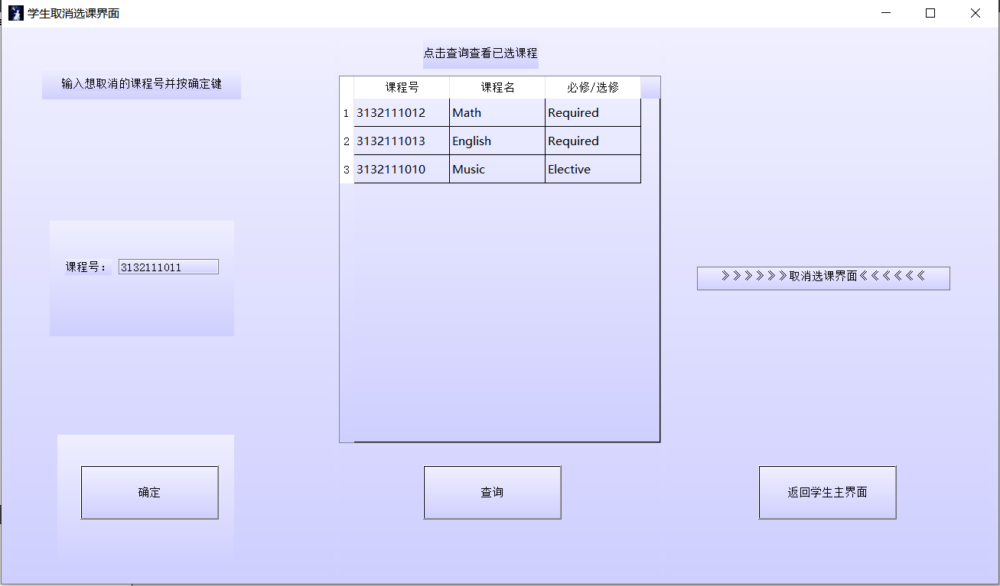 学生取消选课界面
点击查询查看已选课程
输入想取消的课程号并按确定键
课程号 课程名 必修/选修
1 3132111012 Math Required
2 3132111013 English Required
3 3132111010 Music Elective
课程号： 3132111011
》》》》》》取消选课界面《《《《《《
确定
查询
返回学生主界面